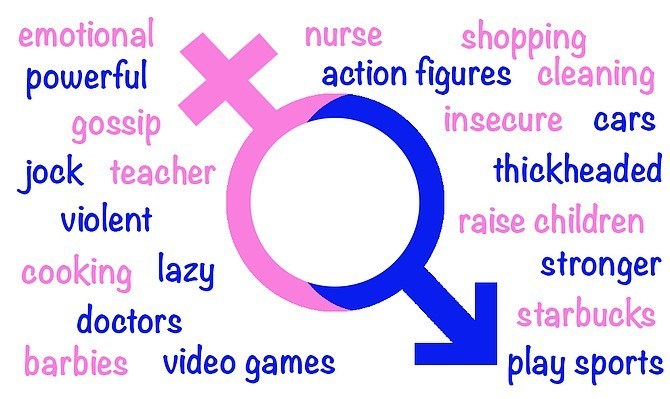 emotional nurse shopping
powerful action figures cleaning
gossip insecure cars
jock teacher thickheaded
violent raise children
cooking lazy stronger
doctors starbucks
barbies video games play sports